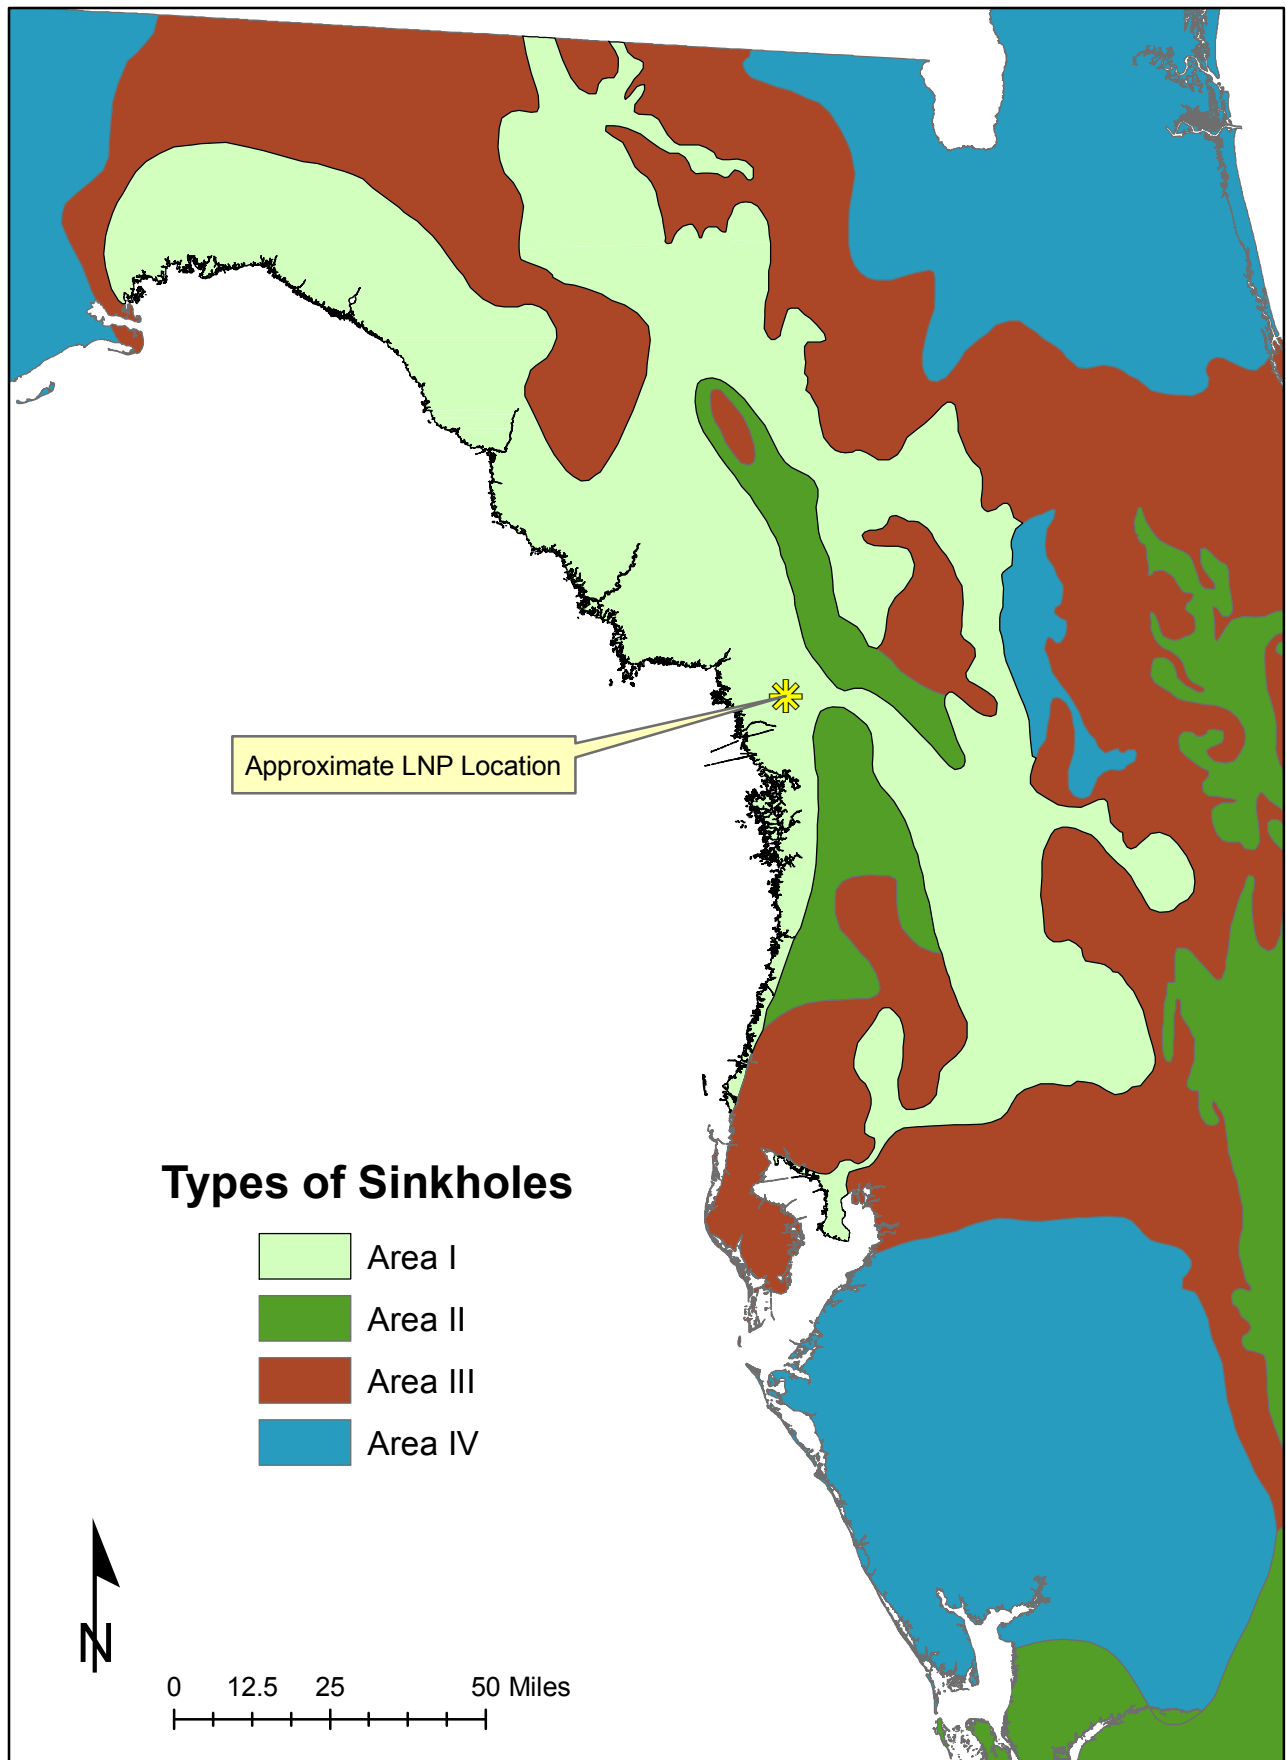 Approximate LNP Location
Types of Sinkholes
Area I
Area II
Area III
Area IV
N
0 12.5 25 50 Miles